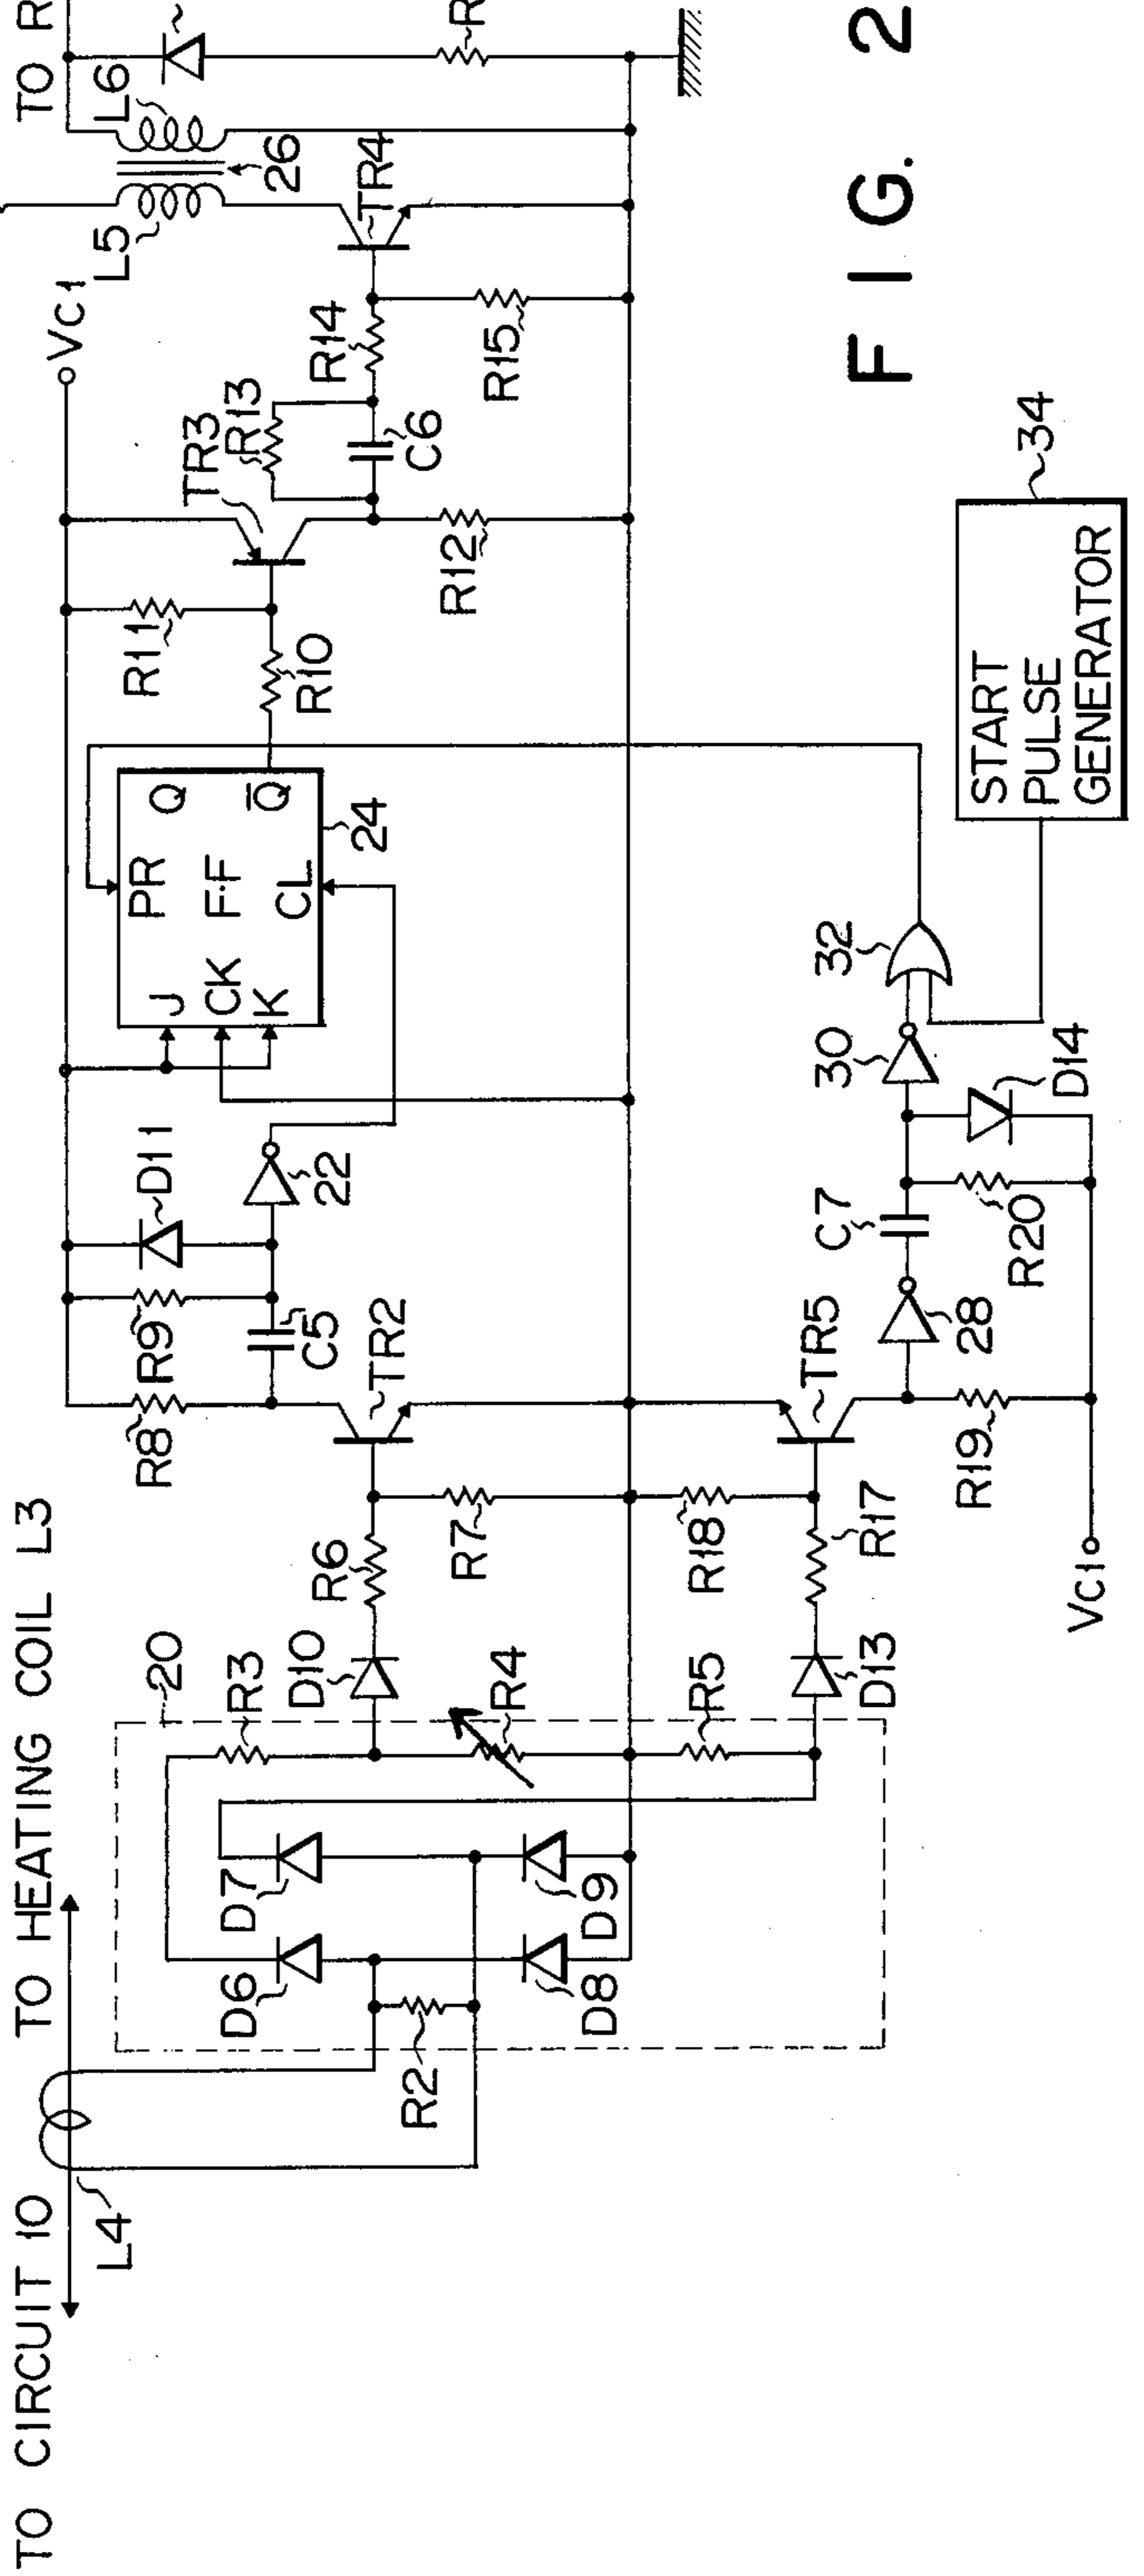 TO CIRCUIT 10
TO HEATING COIL L3
TO R
L4
R2
20
D6
D7
D8
D9
R3
R4
R5
D10
D13
R6
R7
R18
R17
R8
R9
D11
C5
TR2
TR5
R19
VC1
28
C7
R20
D14
22
30
32
J
CK
K
PR
F·F
CL
Q
Q̅
24
R10
R11
TR3
R12
R13
C6
R14
R15
VC1
TR4
L5
L6
26
R
START
PULSE
GENERATOR
34
FIG. 2